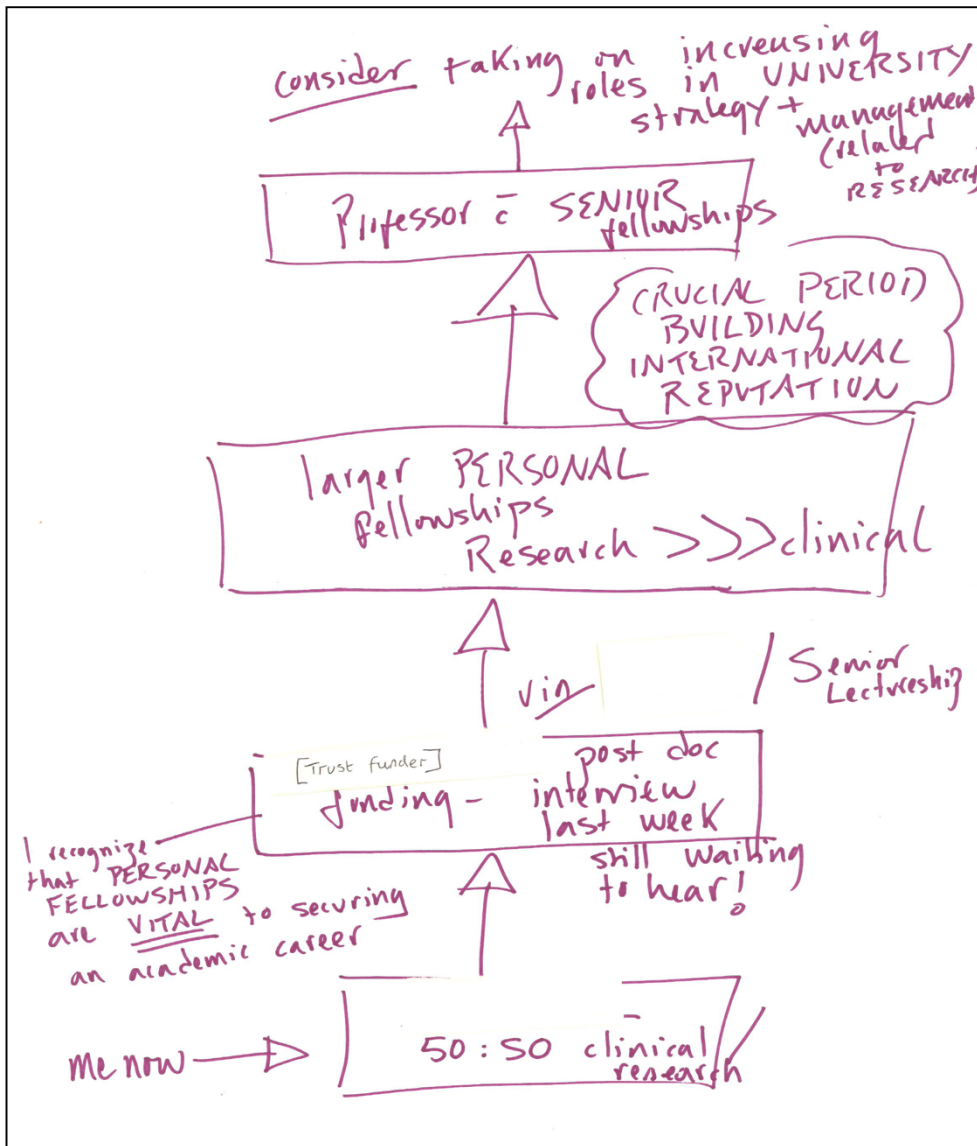 consider taking on increasing
roles in UNIVERSITY
strategy +
management
(related
to
RESEARCH)
Professor c̄ SENIOR
fellowships
CRUCIAL PERIOD
BUILDING
INTERNATIONAL
REPUTATION
larger PERSONAL
fellowships
Research >>> clinical
via / Senior
Lectureship
[Trust funder] post doc
funding - interview
last week
still waiting
to hear!
I recognize
that PERSONAL
FELLOWSHIPS
are VITAL to securing
an academic career
me now
50:50 clinical /
research